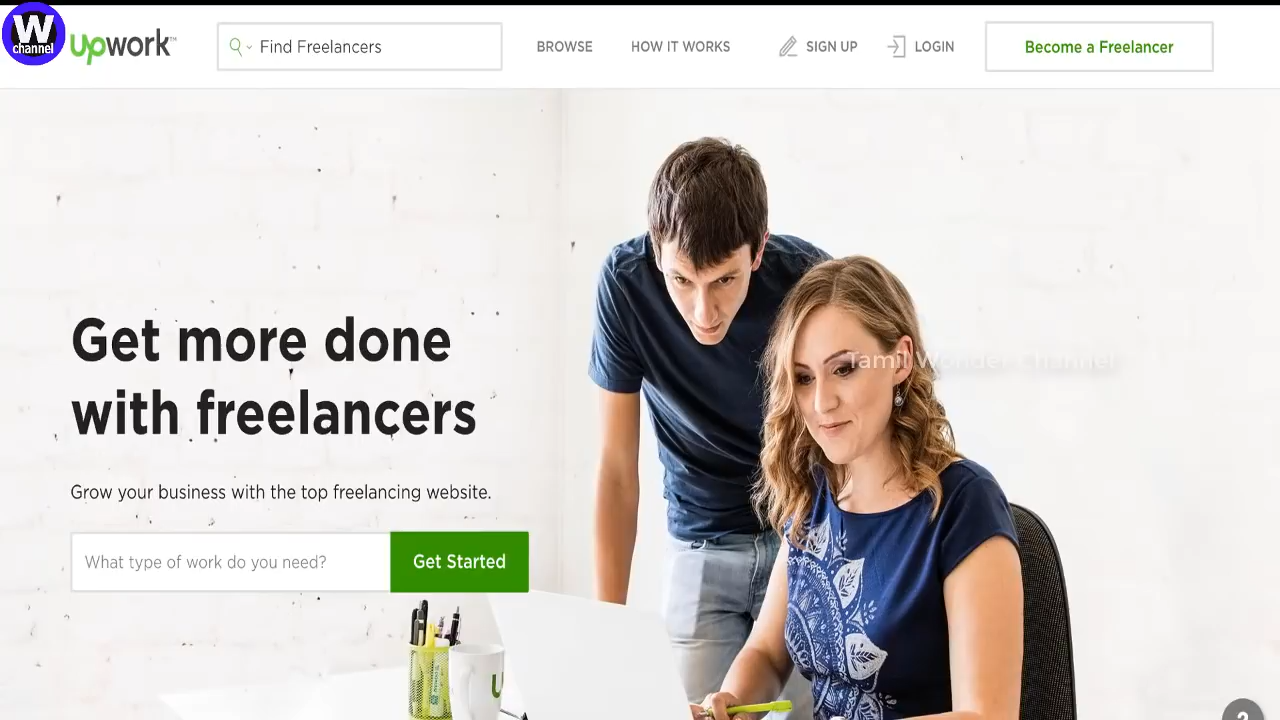 W
channel
upwork™
Find Freelancers
BROWSE
HOW IT WORKS
SIGN UP
LOGIN
Become a Freelancer
Get more done
with freelancers
Tamil Wonder Channel
Grow your business with the top freelancing website.
What type of work do you need?
Get Started
U
?